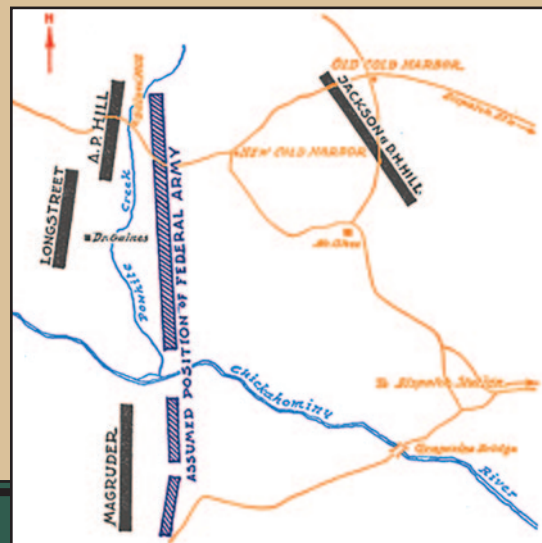 N
OLD COLD HARBOR
A.P. HILL
JACKSON & D.H. HILL
NEW COLD HARBOR
LONGSTREET
Creek
Dr. Gaines
Powhite
ASSUMED POSITION OF FEDERAL ARMY
McGhee
To Dispatch Station
Chickahominy
MAGRUDER
Grapevine Bridge
River